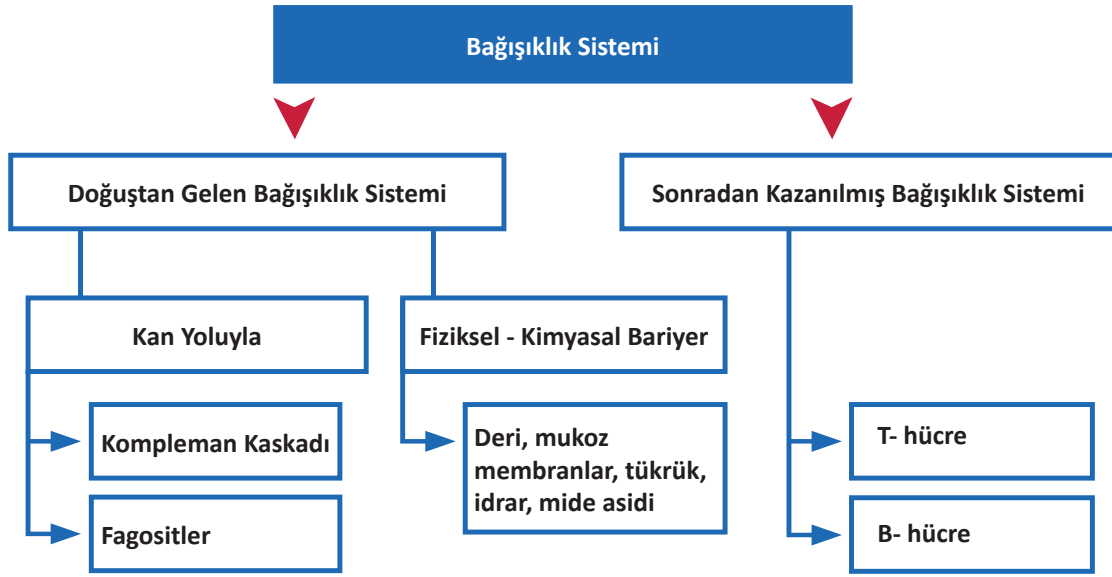 Bağışıklık Sistemi
Doğuştan Gelen Bağışıklık Sistemi
Sonradan Kazanılmış Bağışıklık Sistemi
Kan Yoluyla
Fiziksel - Kimyasal Bariyer
Kompleman Kaskadı
Fagositler
Deri, mukoz
membranlar, tükrük,
idrar, mide asidi
T- hücre
B- hücre